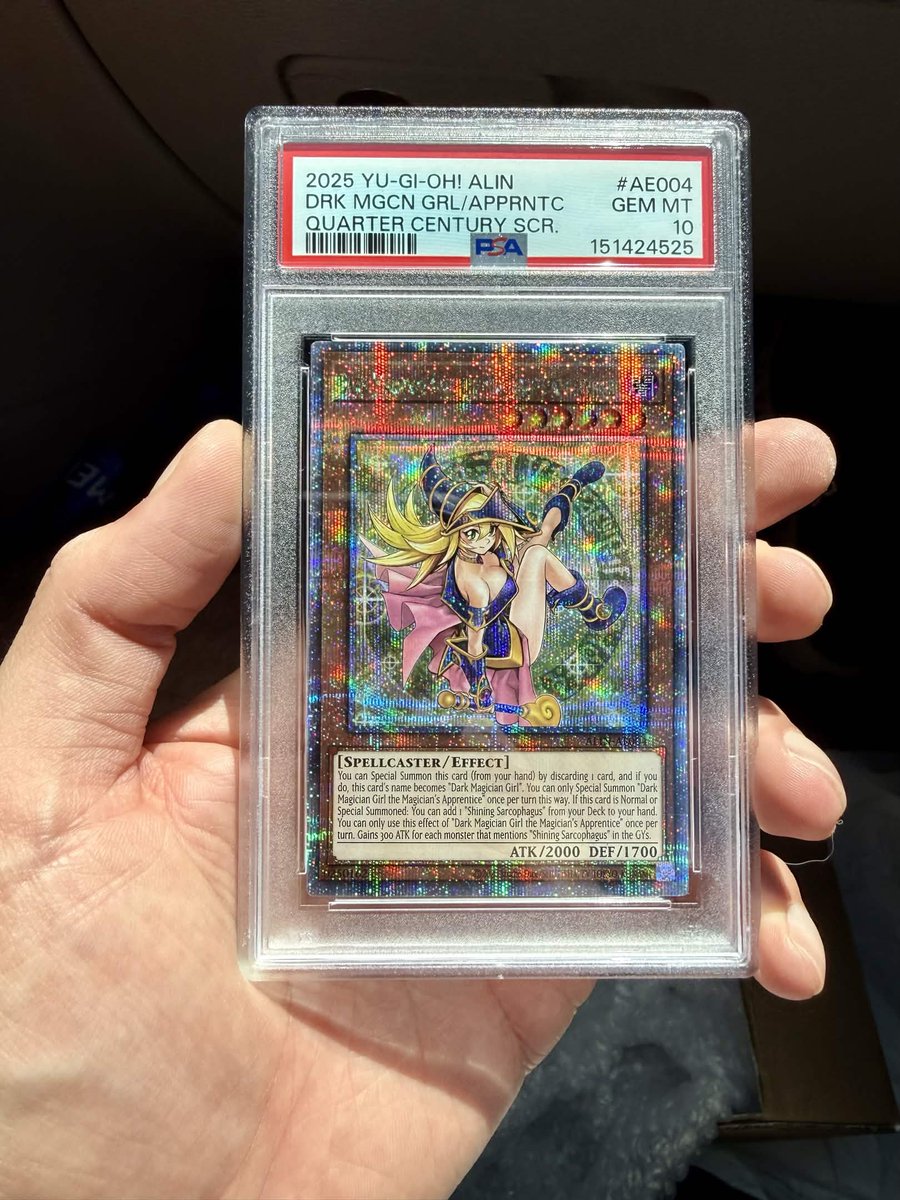 2025 YU-GI-OH! ALIN
#AE004
DRK MGCN GRL/APPRNTC
GEM MT
QUARTER CENTURY SCR.
10
PSA
151424525
[SPELLCASTER/EFFECT]
You can Special Summon this card (from your hand) by discarding 1 card, and if you
do, this card's name becomes "Dark Magician Girl". You can only Special Summon "Dark
Magician Girl the Magician's Apprentice" once per turn this way. If this card is Normal or
Special Summoned: You can add 1 "Shining Sarcophagus" from your Deck to your hand.
You can only use this effect of "Dark Magician Girl the Magician's Apprentice" once per
turn. Gains 300 ATK for each monster that mentions "Shining Sarcophagus" in the GYs.
ATK/2000 DEF/1700